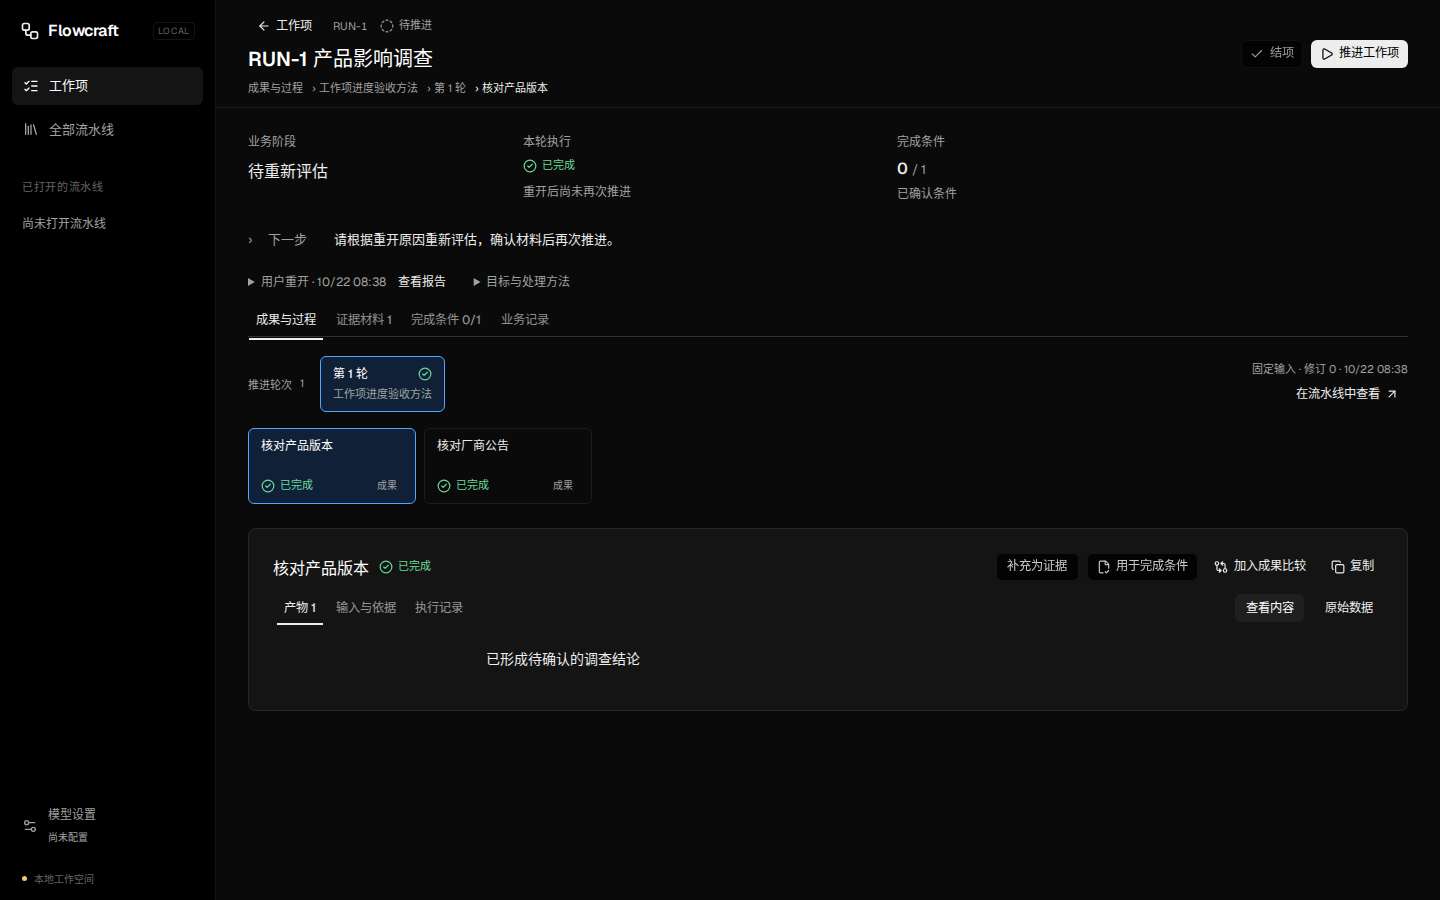 Flowcraft LOCAL
工作项
全部流水线
已打开的流水线
尚未打开流水线
模型设置
尚未配置
本地工作空间
工作项 RUN-1 待推进
RUN-1 产品影响调查
结项 推进工作项
成果与过程 › 工作项进度验收方法 › 第 1 轮 › 核对产品版本
业务阶段
待重新评估
本轮执行
已完成
重开后尚未再次推进
完成条件
0 / 1
已确认条件
› 下一步 请根据重开原因重新评估，确认材料后再次推进。
用户重开 · 10/22 08:38 查看报告 目标与处理方法
成果与过程 证据材料 1 完成条件 0/1 业务记录
推进轮次 1
第 1 轮
工作项进度验收方法
固定输入 · 修订 0 · 10/22 08:38
在流水线中查看
核对产品版本
已完成 成果
核对厂商公告
已完成 成果
核对产品版本 已完成
补充为证据 用于完成条件 加入成果比较 复制
产物 1 输入与依据 执行记录
查看内容 原始数据
已形成待确认的调查结论